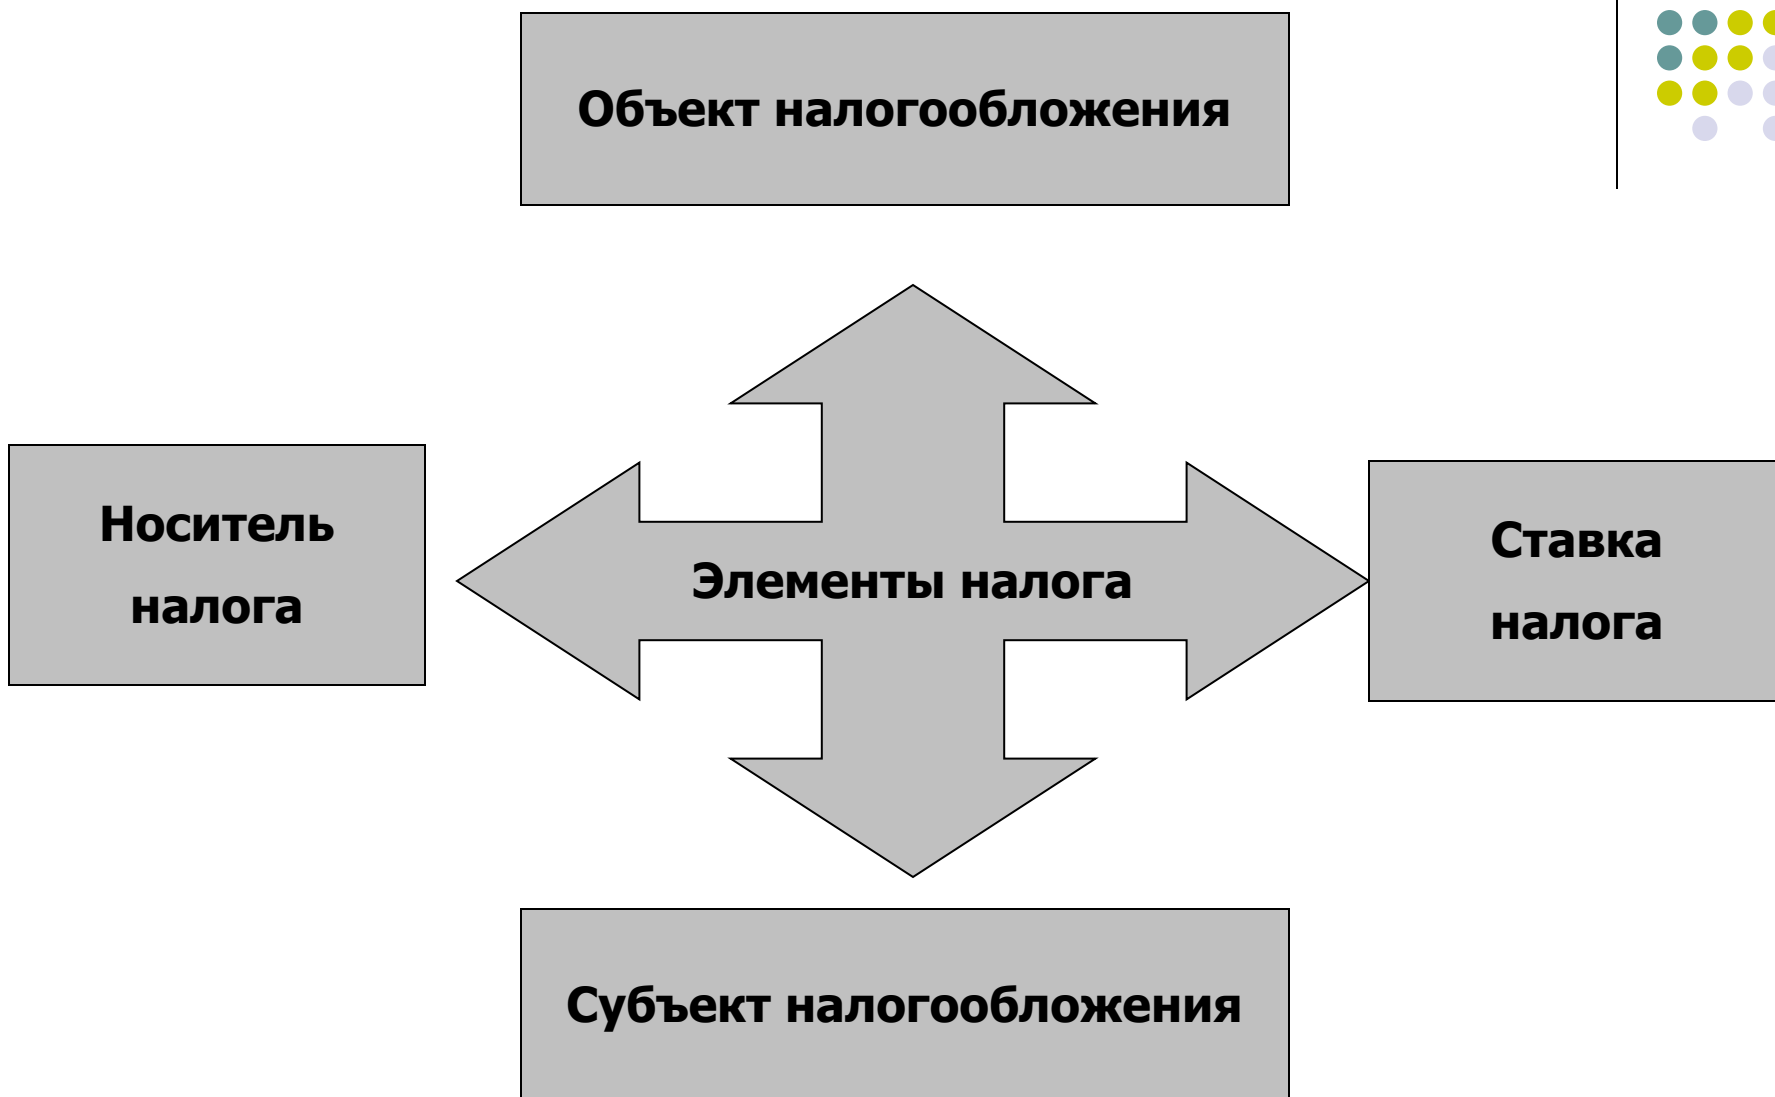 Объект налогообложения
Носитель
налога
Элементы налога
Ставка
налога
Субъект налогообложения